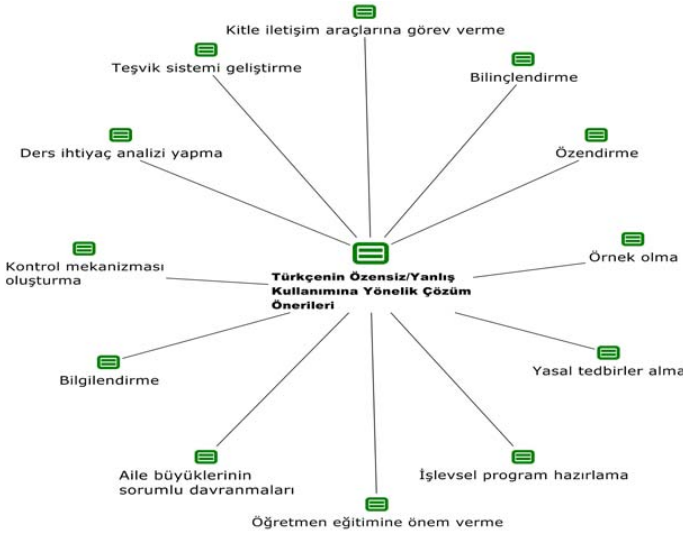 Kitle iletişim araçlarına görev verme
Teşvik sistemi geliştirme
Bilinçlendirme
Ders ihtiyaç analizi yapma
Özendirme
Kontrol mekanizması
oluşturma
Türkçenin Özensiz/Yanlış
Kullanımına Yönelik Çözüm
Önerileri
Örnek olma
Bilgilendirme
Yasal tedbirler alma
Aile büyüklerinin
sorumlu davranmaları
İşlevsel program hazırlama
Öğretmen eğitimine önem verme